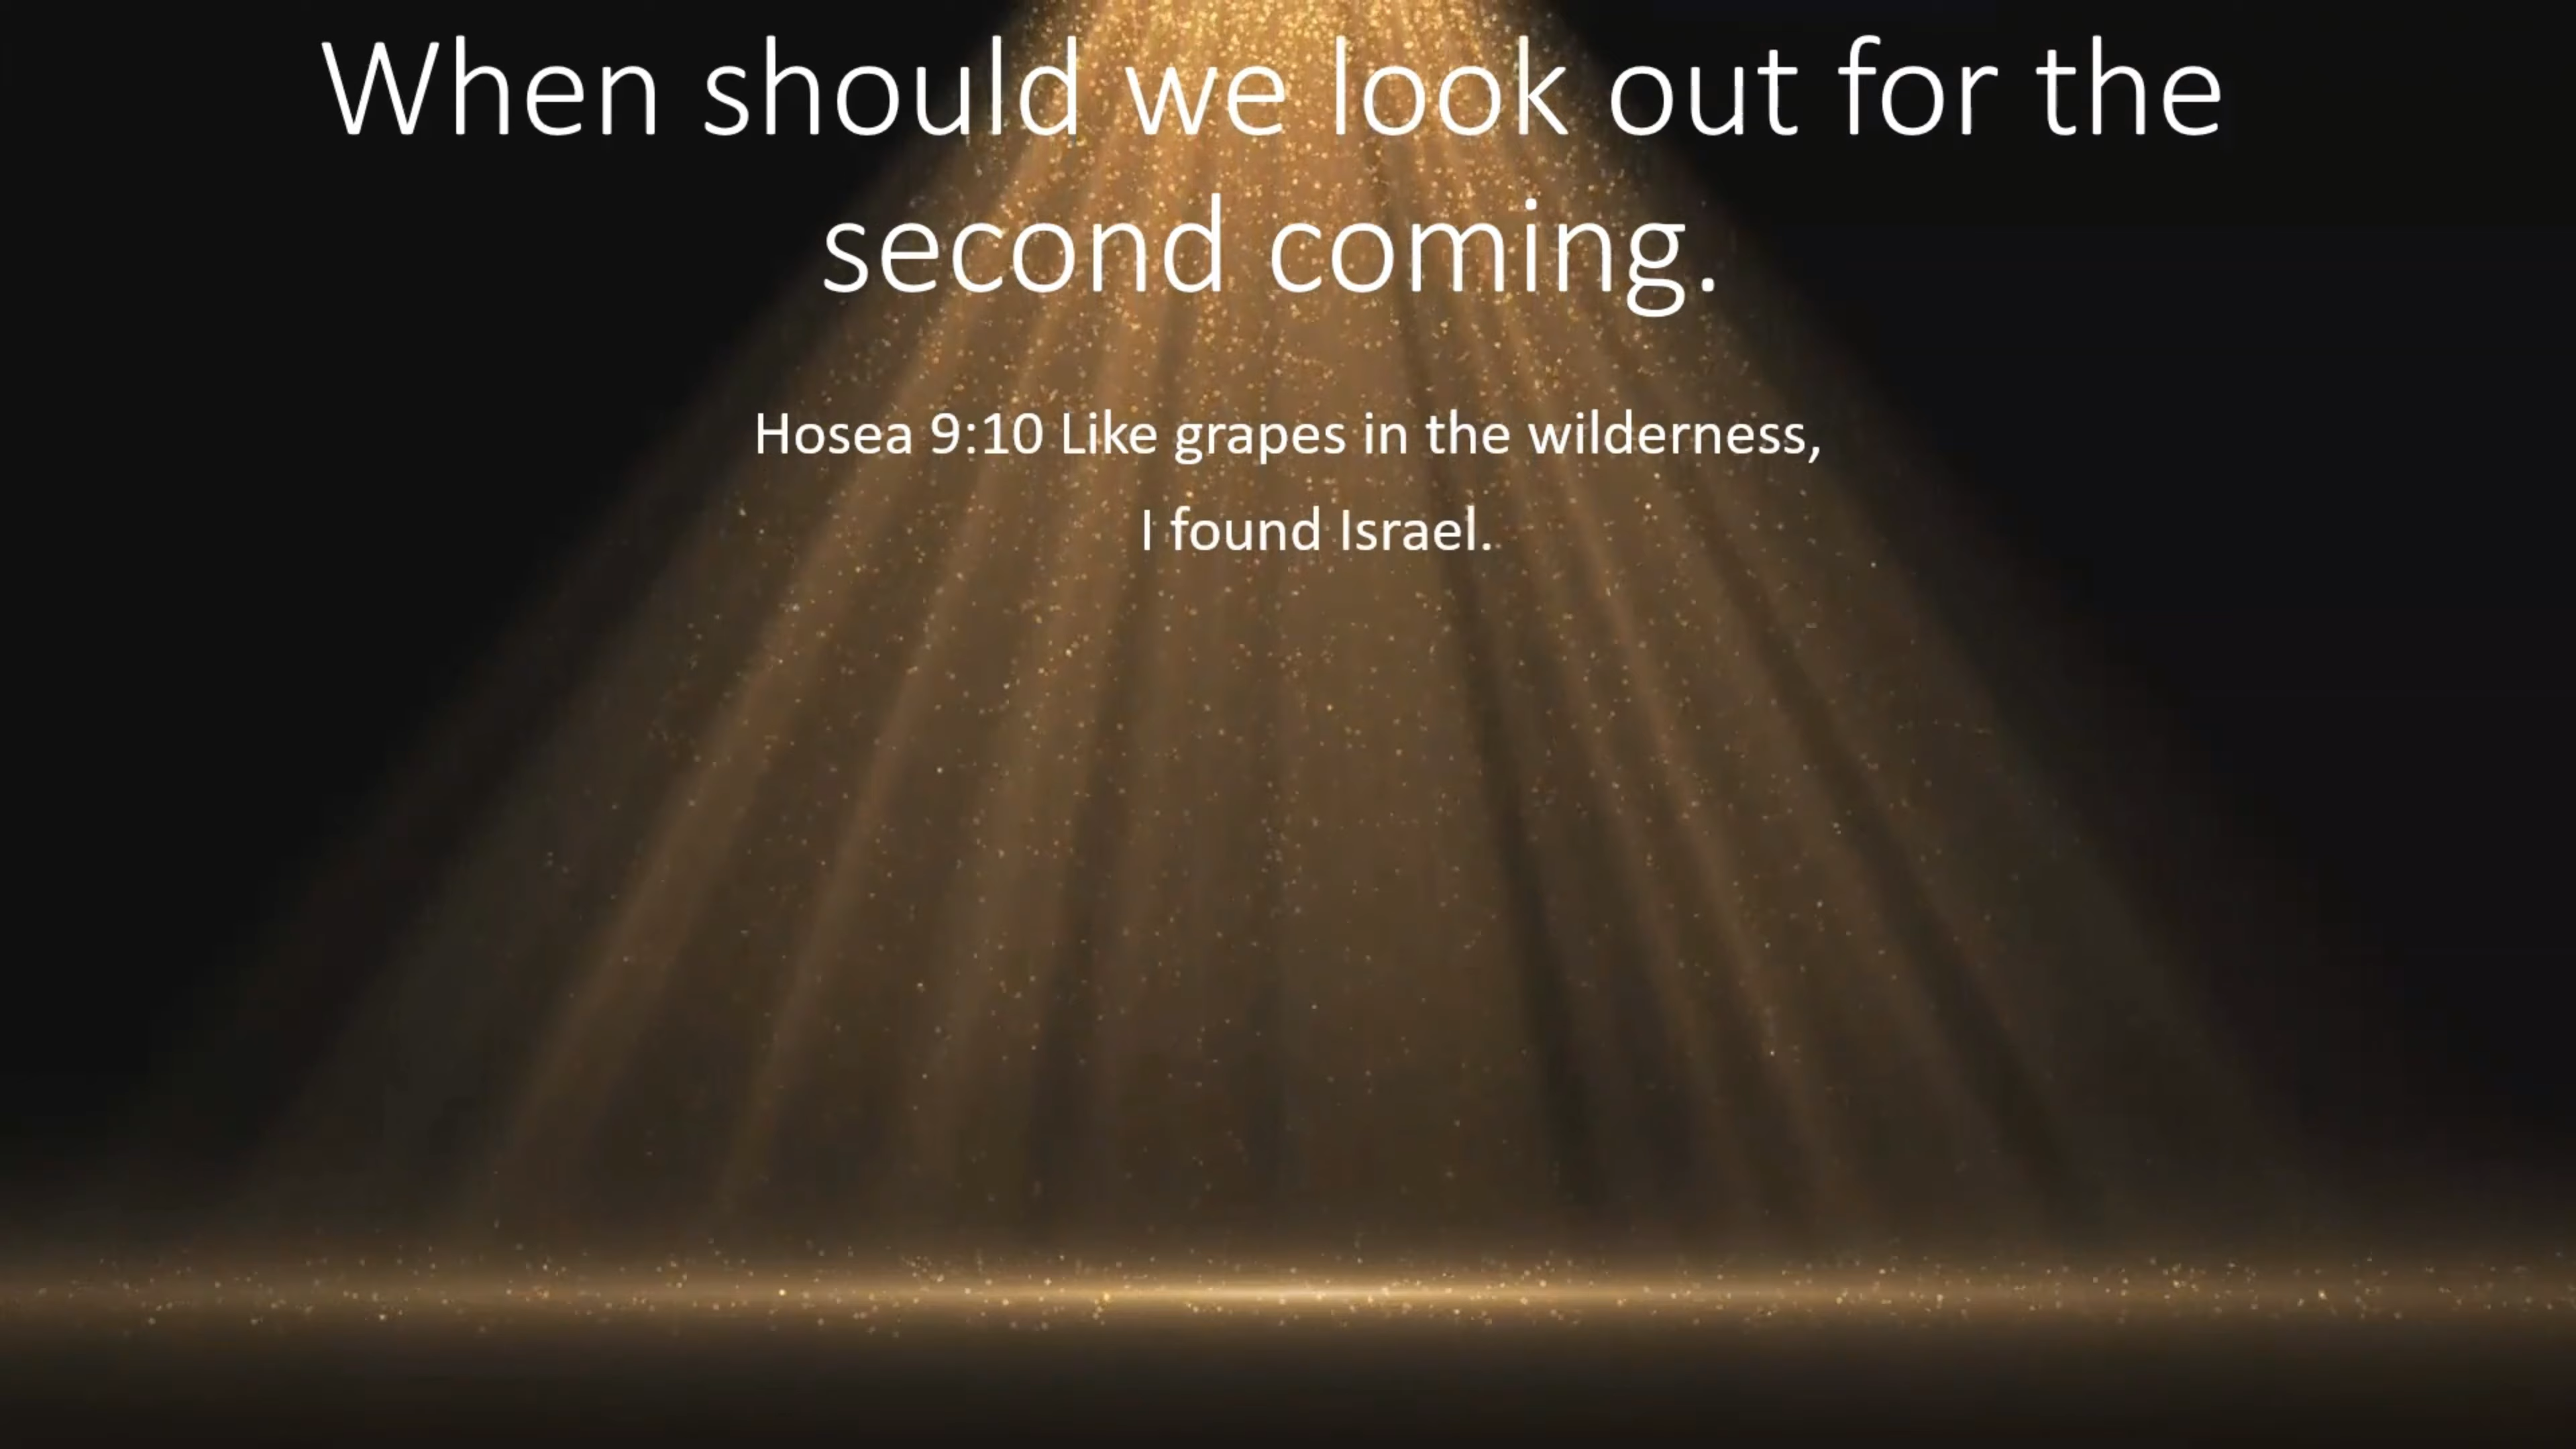 When should we look out for the
second coming.
Hosea 9:10 Like grapes in the wilderness,
I found Israel.